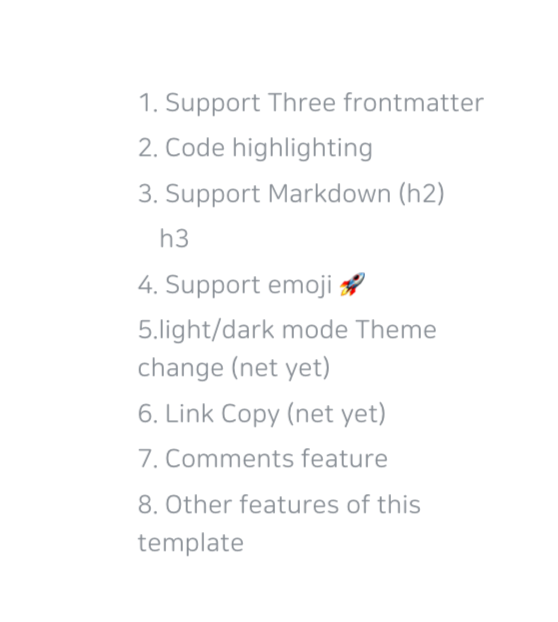 1. Support Three frontmatter
2. Code highlighting
3. Support Markdown (h2)
h3
4. Support emoji 🚀
5.light/dark mode Theme
change (net yet)
6. Link Copy (net yet)
7. Comments feature
8. Other features of this
template